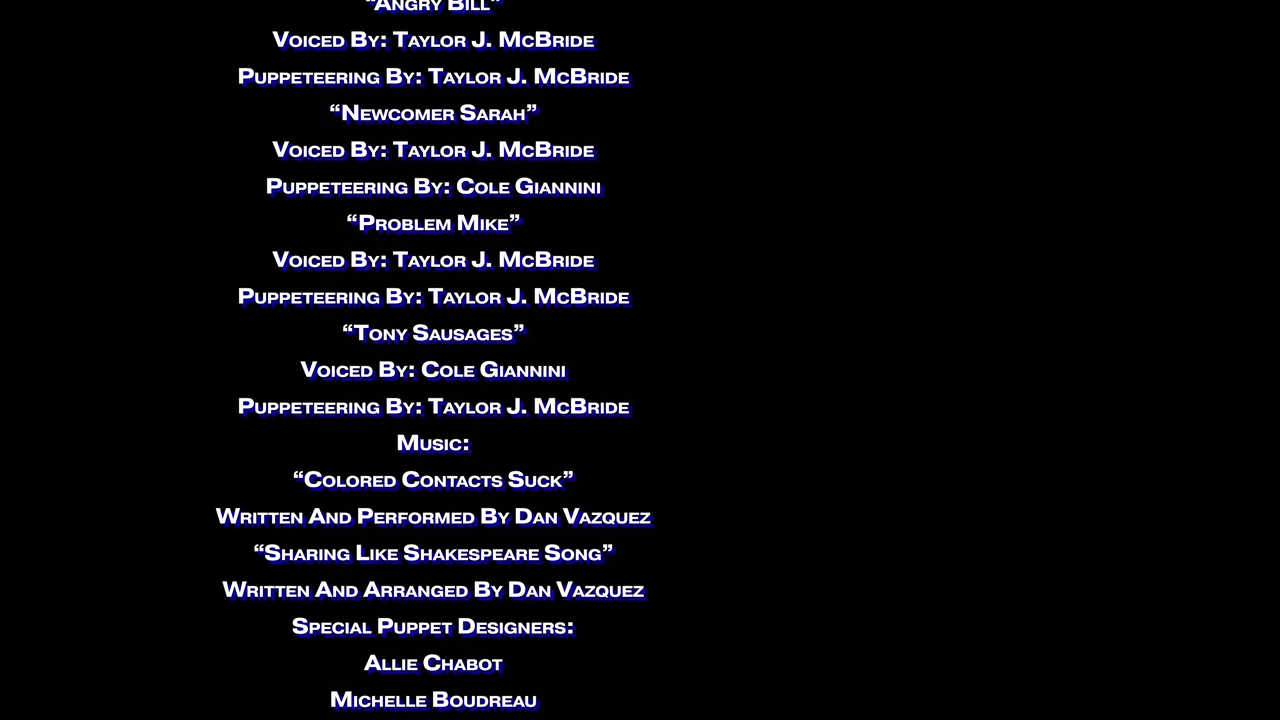 “Angry Bill”
Voiced By: Taylor J. McBride
Puppeteering By: Taylor J. McBride
“Newcomer Sarah”
Voiced By: Taylor J. McBride
Puppeteering By: Cole Giannini
“Problem Mike”
Voiced By: Taylor J. McBride
Puppeteering By: Taylor J. McBride
“Tony Sausages”
Voiced By: Cole Giannini
Puppeteering By: Taylor J. McBride
Music:
“Colored Contacts Suck”
Written And Performed By Dan Vazquez
“Sharing Like Shakespeare Song”
Written And Arranged By Dan Vazquez
Special Puppet Designers:
Allie Chabot
Michelle Boudreau